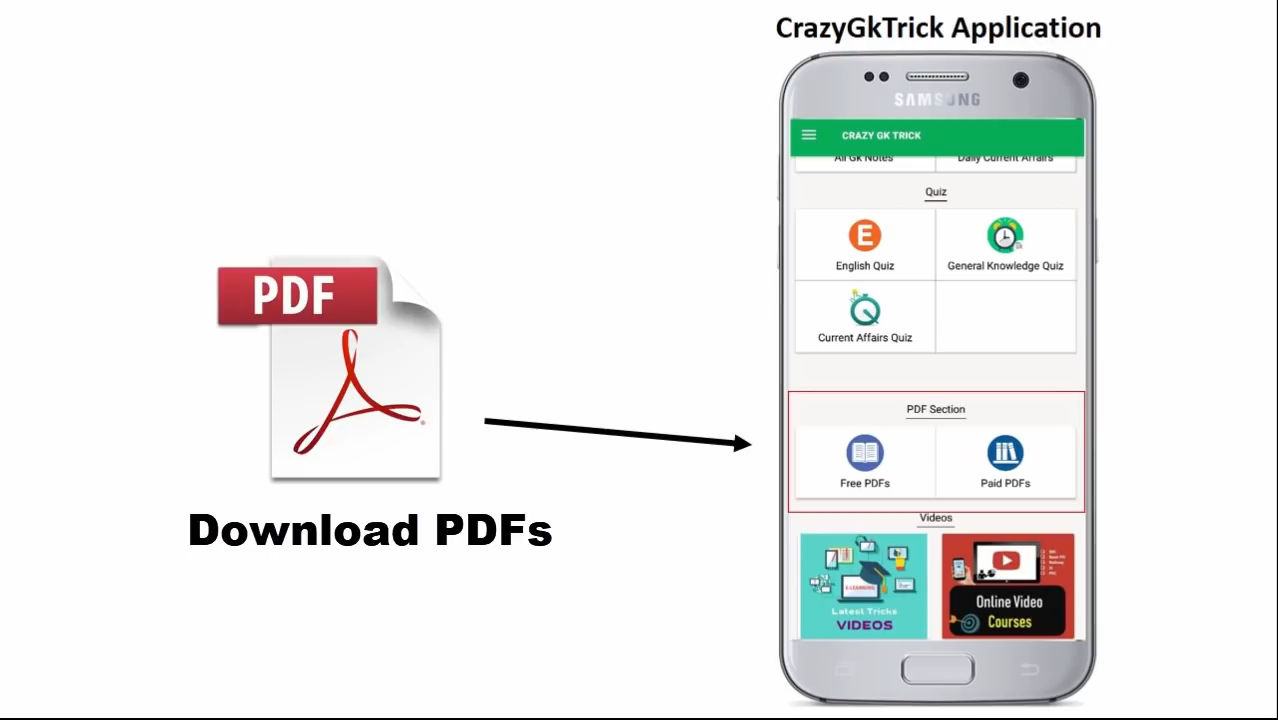 CrazyGkTrick Application
SAMSUNG
CRAZY GK TRICK
All GK Notes
Daily Current Affairs
Quiz
E
English Quiz
General Knowledge Quiz
Current Affairs Quiz
PDF
PDF Section
Free PDFs
Paid PDFs
Download PDFs
Videos
E-LEARNING
Latest Tricks
VIDEOS
Online Video
Courses